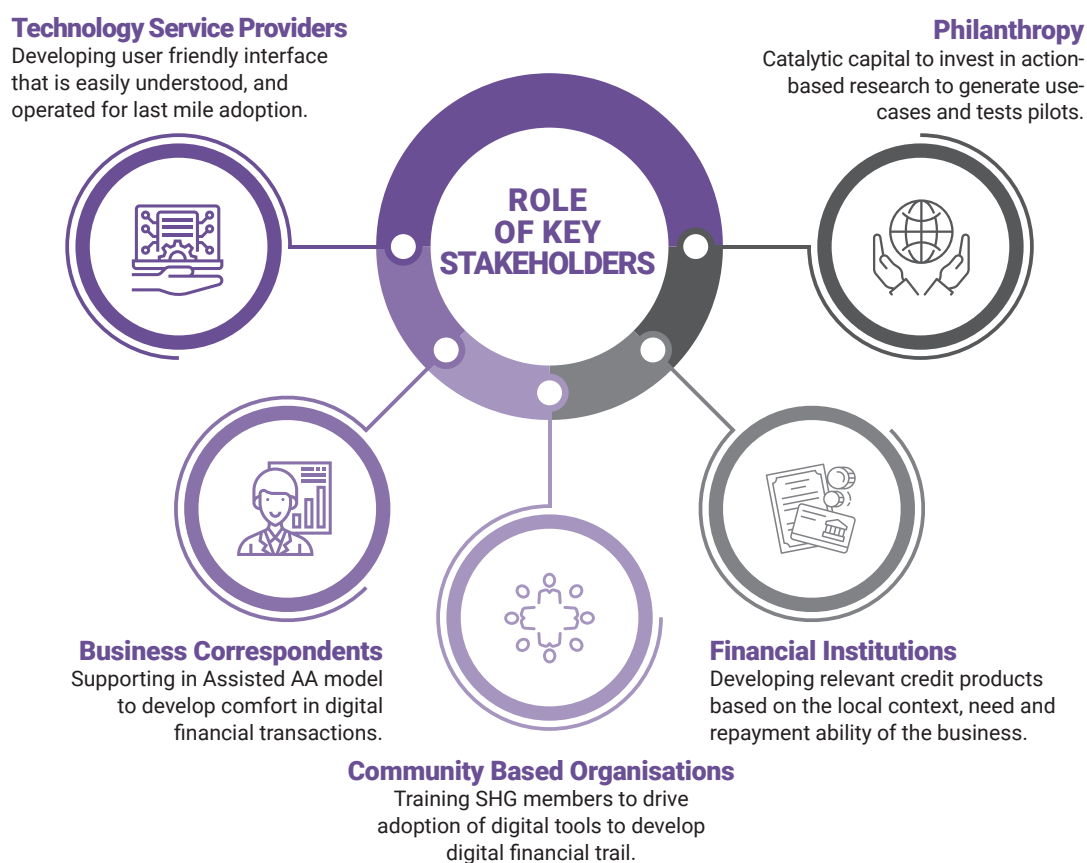 Technology Service Providers
Developing user friendly interface
that is easily understood, and
operated for last mile adoption.
Philanthropy
Catalytic capital to invest in action-
based research to generate use-
cases and tests pilots.
ROLE
OF KEY
STAKEHOLDERS
Business Correspondents
Supporting in Assisted AA model
to develop comfort in digital
financial transactions.
Financial Institutions
Developing relevant credit products
based on the local context, need and
repayment ability of the business.
Community Based Organisations
Training SHG members to drive
adoption of digital tools to develop
digital financial trail.